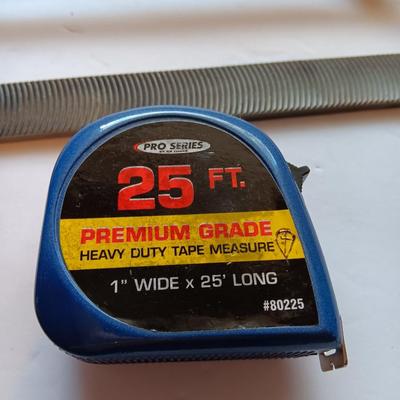 PRO SERIES
25 FT.
PREMIUM GRADE
HEAVY DUTY TAPE MEASURE
1" WIDE x 25' LONG
#80225